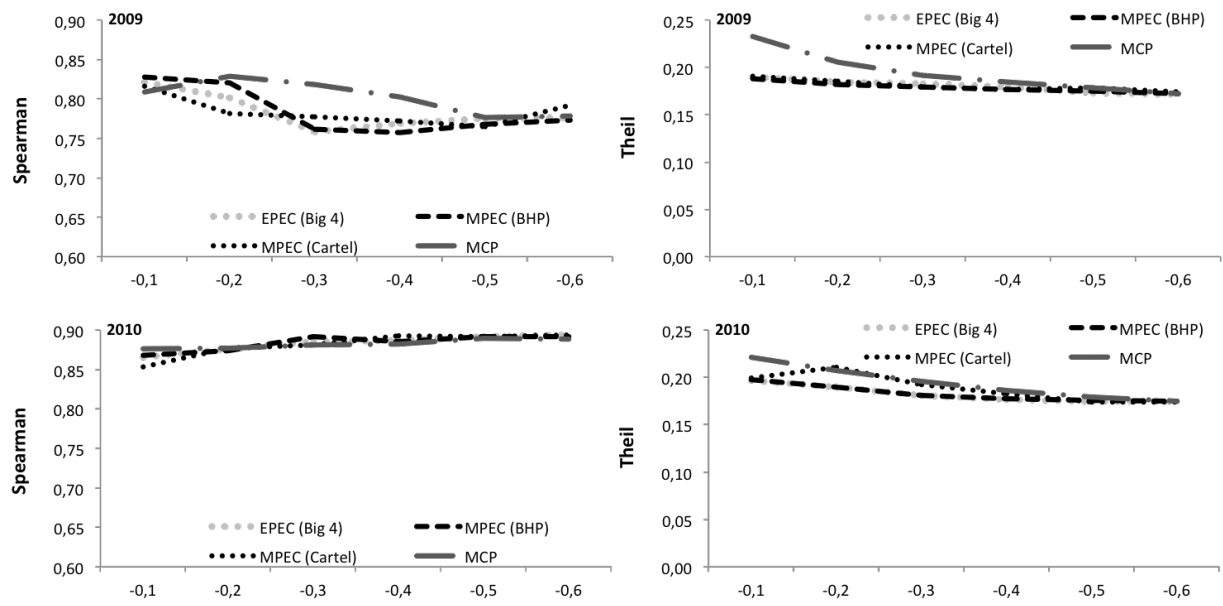 2009
0,90
0,85
0,80
0,75
0,70
0,65
0,60
Spearman
EPEC (Big 4)
MPEC (BHP)
MPEC (Cartel)
MCP
-0,1 -0,2 -0,3 -0,4 -0,5 -0,6
2009
0,25
0,20
0,15
0,10
0,05
0,00
Theil
EPEC (Big 4)
MPEC (BHP)
MPEC (Cartel)
MCP
-0,1 -0,2 -0,3 -0,4 -0,5 -0,6
2010
0,90
0,85
0,80
0,75
0,70
0,65
0,60
Spearman
EPEC (Big 4)
MPEC (BHP)
MPEC (Cartel)
MCP
-0,1 -0,2 -0,3 -0,4 -0,5 -0,6
2010
0,25
0,20
0,15
0,10
0,05
0,00
Theil
EPEC (Big 4)
MPEC (BHP)
MPEC (Cartel)
MCP
-0,1 -0,2 -0,3 -0,4 -0,5 -0,6